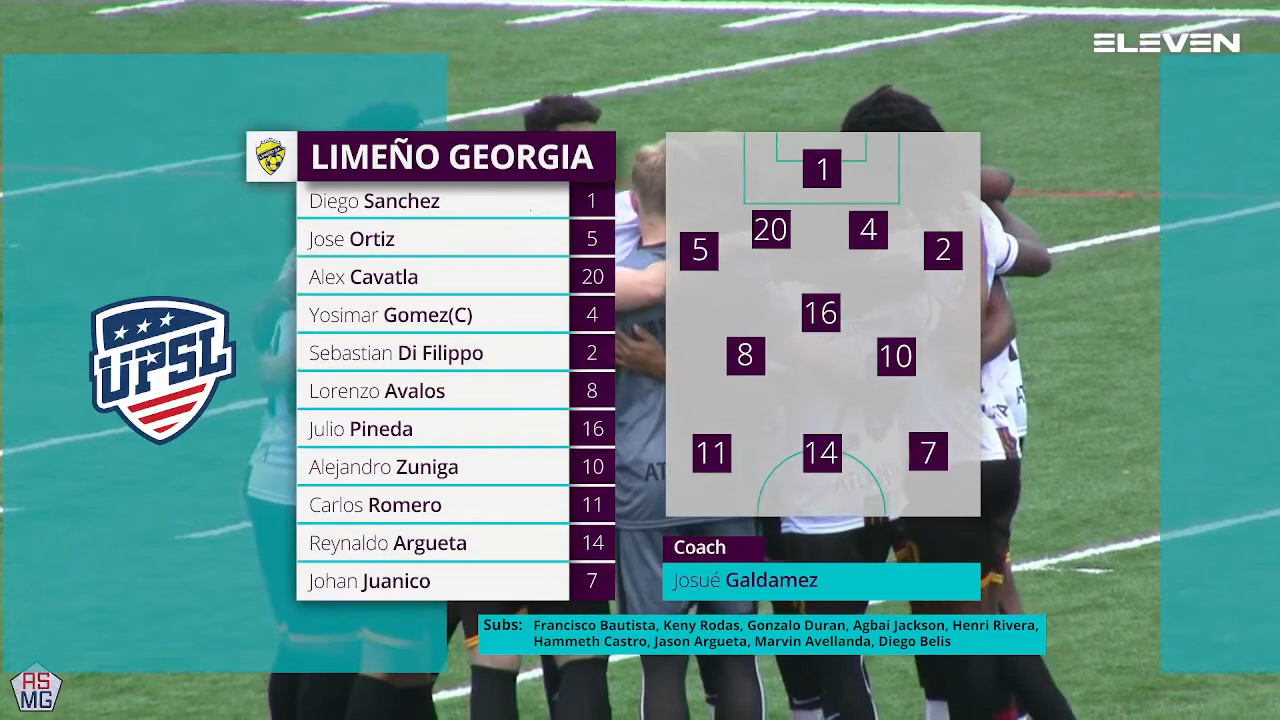 ELEVEN
LIMEÑO GEORGIA
Diego Sanchez 1
Jose Ortiz 5
Alex Cavatla 20
Yosimar Gomez(C) 4
Sebastian Di Filippo 2
Lorenzo Avalos 8
Julio Pineda 16
Alejandro Zuniga 10
Carlos Romero 11
Reynaldo Argueta 14
Johan Juanico 7
UPSL
1
5 20 4 2
16
8 10
11 14 7
Coach
Josué Galdamez
Subs: Francisco Bautista, Keny Rodas, Gonzalo Duran, Agbai Jackson, Henri Rivera,
Hammeth Castro, Jason Argueta, Marvin Avellanda, Diego Belis
AS
MG